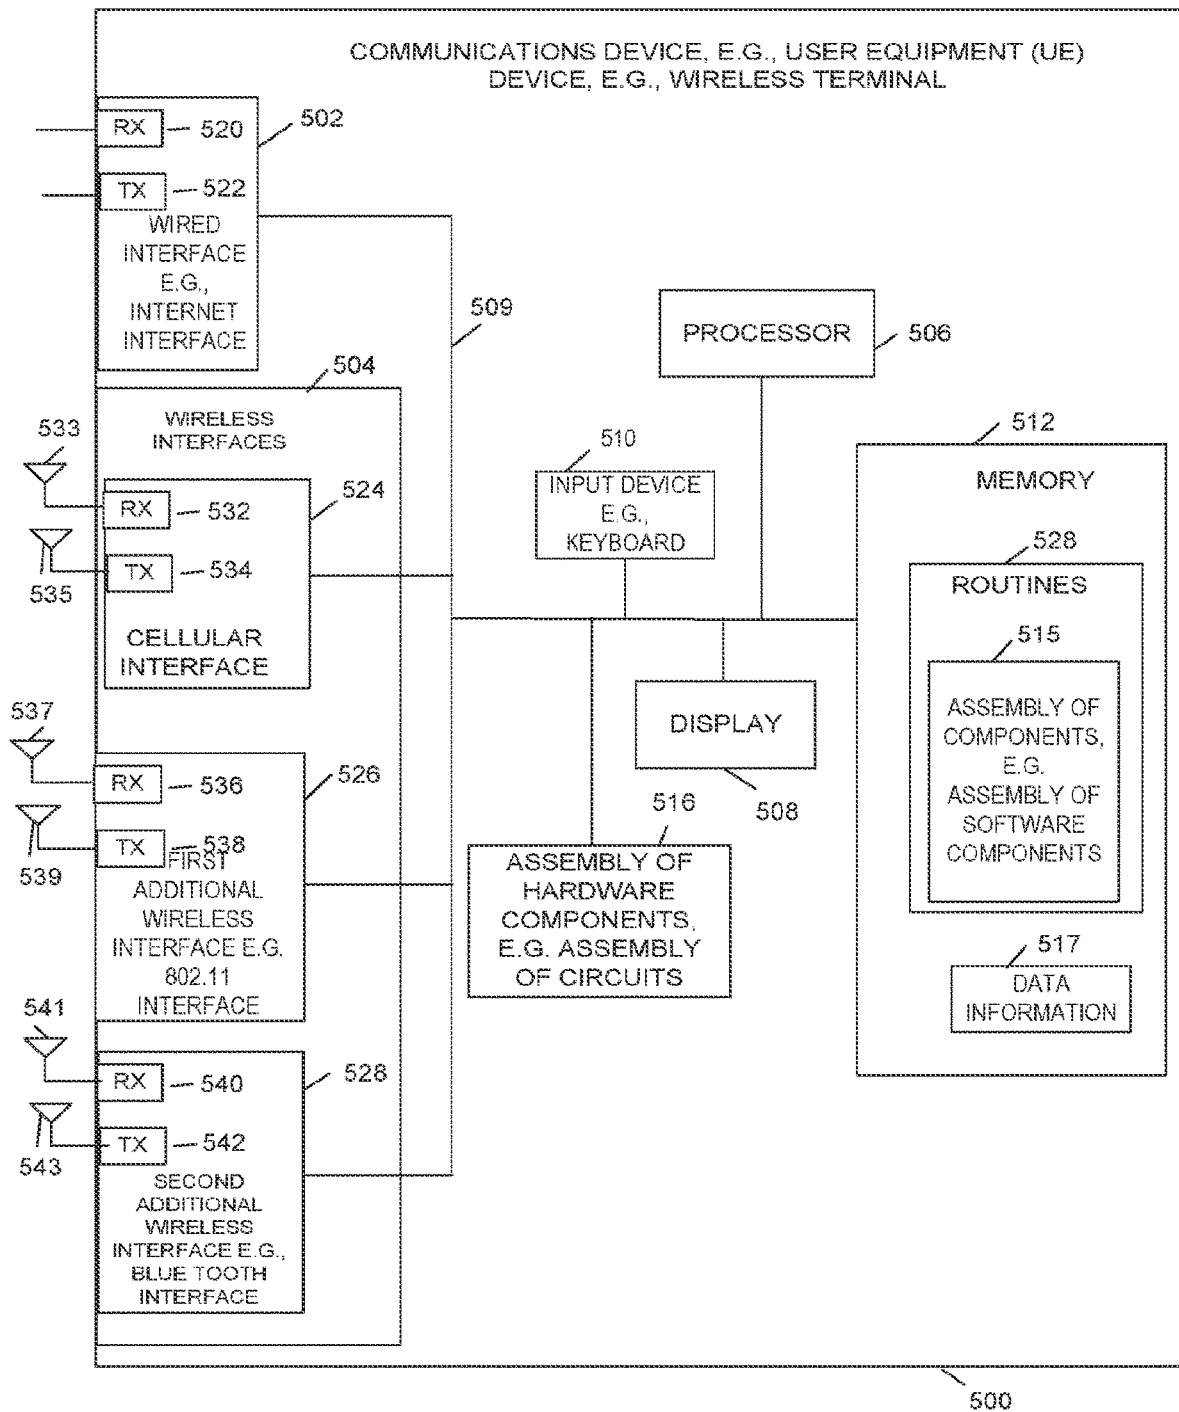 COMMUNICATIONS DEVICE, E.G., USER EQUIPMENT (UE)
DEVICE, E.G., WIRELESS TERMINAL
RX
520
502
TX
522
WIRED
INTERFACE
E.G.,
INTERNET
INTERFACE
509
PROCESSOR
506
504
WIRELESS
INTERFACES
533
RX
532
524
TX
534
535
CELLULAR
INTERFACE
510
INPUT DEVICE
E.G.,
KEYBOARD
512
MEMORY
528
ROUTINES
515
ASSEMBLY OF
COMPONENTS,
E.G.
ASSEMBLY OF
SOFTWARE
COMPONENTS
517
DATA
INFORMATION
DISPLAY
508
516
ASSEMBLY OF
HARDWARE
COMPONENTS,
E.G. ASSEMBLY
OF CIRCUITS
537
RX
536
526
TX
538
539
FIRST
ADDITIONAL
WIRELESS
INTERFACE E.G.
802.11
INTERFACE
541
RX
540
528
TX
542
543
SECOND
ADDITIONAL
WIRELESS
INTERFACE E.G.,
BLUE TOOTH
INTERFACE
500